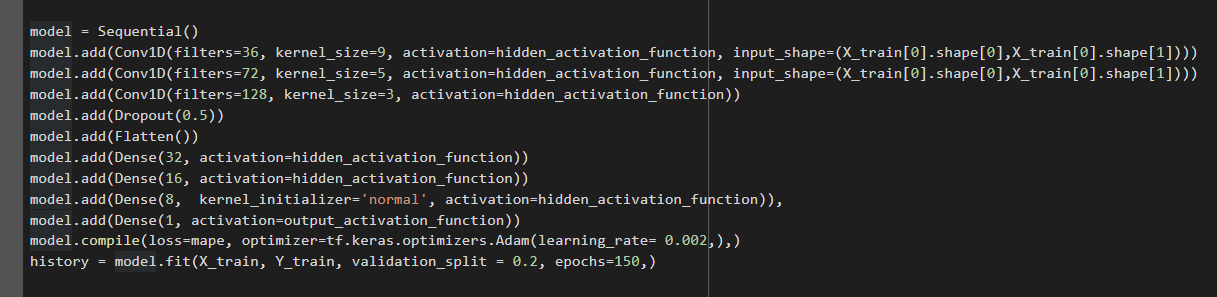 model = Sequential()
model.add(Conv1D(filters=36, kernel_size=9, activation=hidden_activation_function, input_shape=(X_train[0].shape[0],X_train[0].shape[1])))
model.add(Conv1D(filters=72, kernel_size=5, activation=hidden_activation_function, input_shape=(X_train[0].shape[0],X_train[0].shape[1])))
model.add(Conv1D(filters=128, kernel_size=3, activation=hidden_activation_function))
model.add(Dropout(0.5))
model.add(Flatten())
model.add(Dense(32, activation=hidden_activation_function))
model.add(Dense(16, activation=hidden_activation_function))
model.add(Dense(8,  kernel_initializer='normal', activation=hidden_activation_function)),
model.add(Dense(1, activation=output_activation_function))
model.compile(loss=mape, optimizer=tf.keras.optimizers.Adam(learning_rate= 0.002,),)
history = model.fit(X_train, Y_train, validation_split = 0.2, epochs=150,)